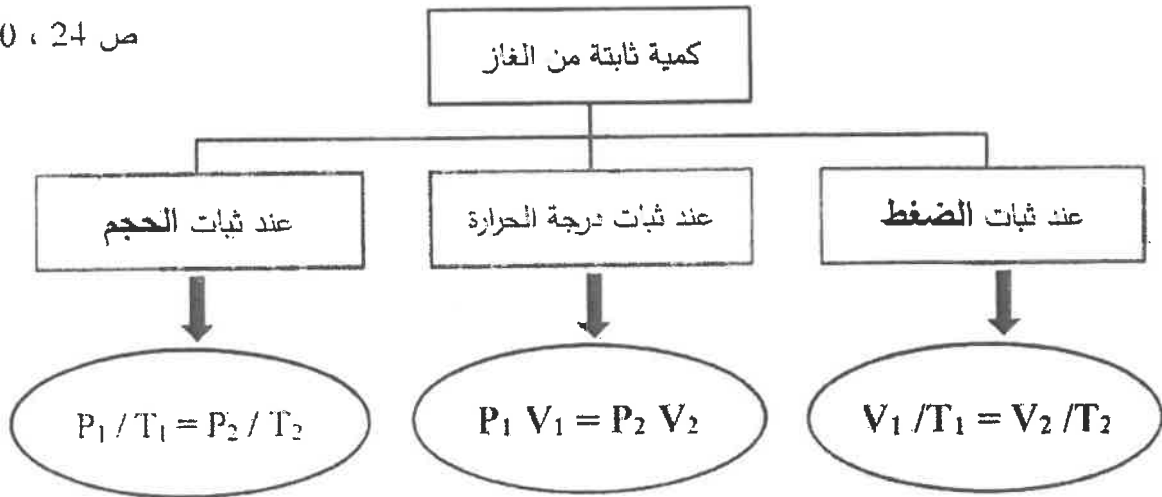 ص 24 ، 0
كمية ثابتة من الغاز
عند ثبات الضغط
عند ثبات درجة الحرارة
عند ثبات الحجم
V₁ /T₁ = V₂ /T₂
P₁ V₁ = P₂ V₂
P₁ / T₁ = P₂ / T₂